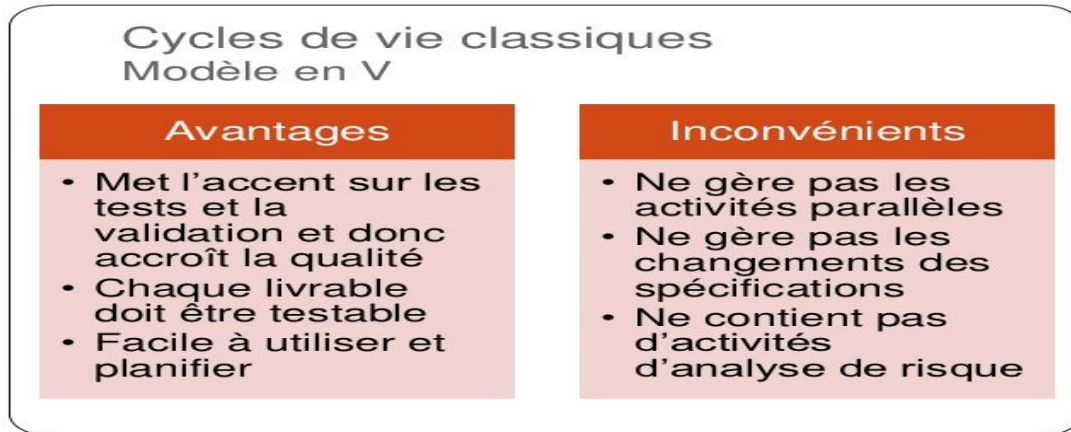 Cycles de vie classiques
Modèle en V
Avantages
• Met l'accent sur les
tests et la
validation et donc
accroît la qualité
• Chaque livrable
doit être testable
• Facile à utiliser et
planifier
Inconvénients
• Ne gère pas les
activités parallèles
• Ne gère pas les
changements des
spécifications
• Ne contient pas
d'activités
d'analyse de risque